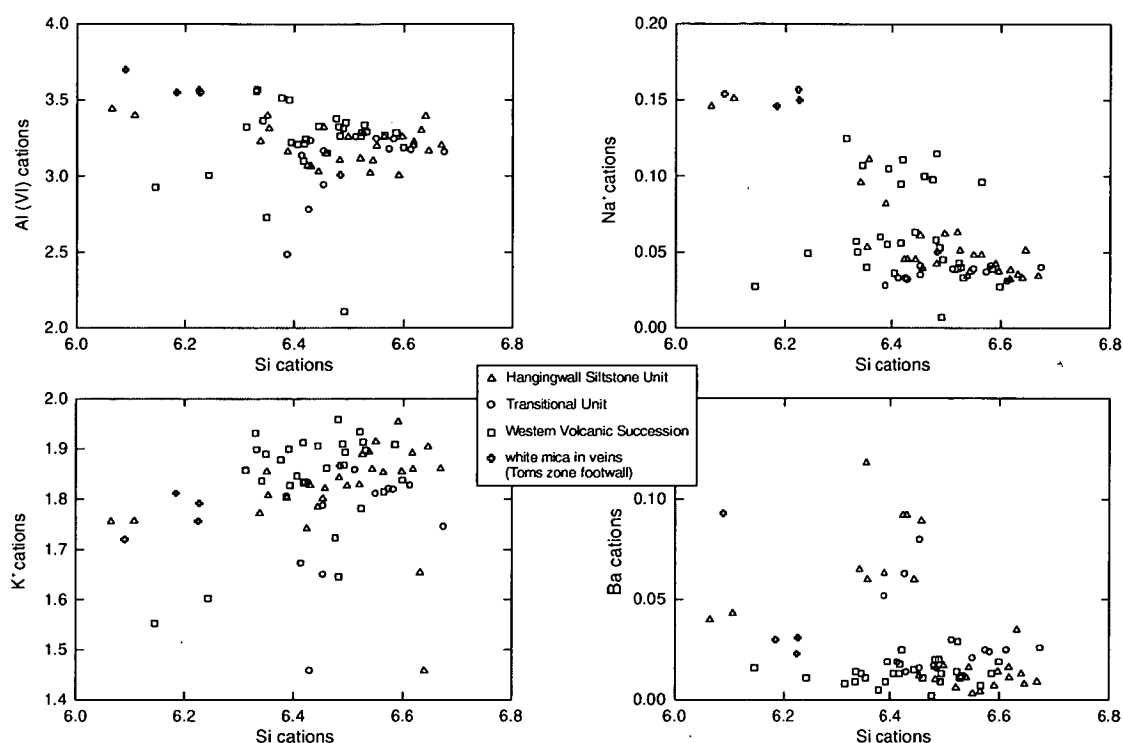 4.0
3.5
3.0
2.5
2.0
Al (VI) cations
6.0 6.2 6.4 6.6 6.8
Si cations
0.20
0.15
0.10
0.05
0.00
Na⁺ cations
6.0 6.2 6.4 6.6 6.8
Si cations
Hangingwall Siltstone Unit
Transitional Unit
Western Volcanic Succession
white mica in veins
(Toms zone footwall)
2.0
1.9
1.8
1.7
1.6
1.5
1.4
K⁺ cations
6.0 6.2 6.4 6.6 6.8
Si cations
0.10
0.05
0.00
Ba cations
6.0 6.2 6.4 6.6 6.8
Si cations